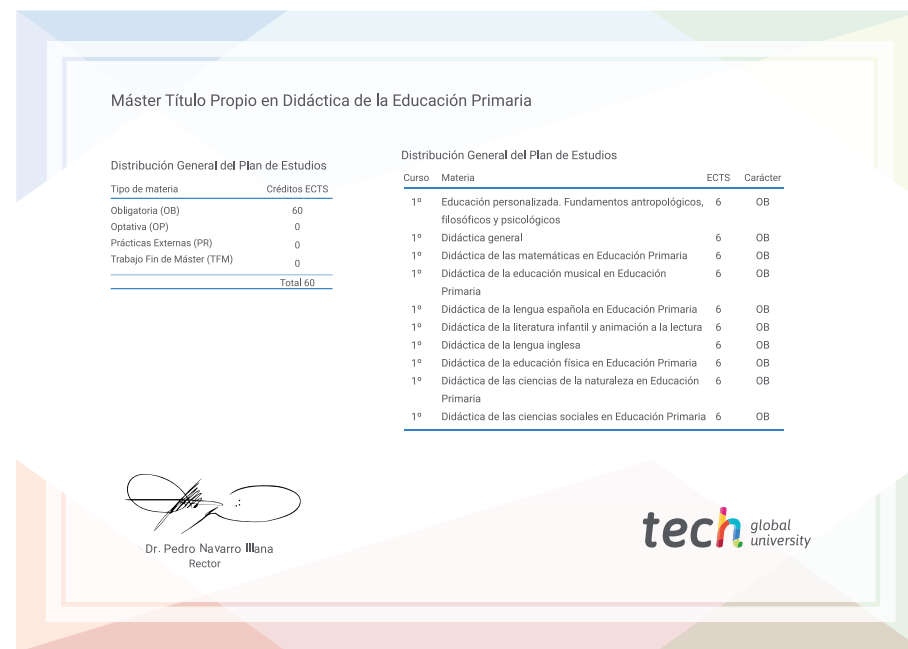 Máster Título Propio en Didáctica de la Educación Primaria
Distribución General del Plan de Estudios
Tipo de materia Créditos ECTS
Obligatoria (OB) 60
Optativa (OP) 0
Prácticas Externas (PR) 0
Trabajo Fin de Máster (TFM) 0
Total 60
Distribución General del Plan de Estudios
Curso Materia ECTS Carácter
1º Educación personalizada. Fundamentos antropológicos, 6 OB
filosóficos y psicológicos
1º Didáctica general 6 OB
1º Didáctica de las matemáticas en Educación Primaria 6 OB
1º Didáctica de la educación musical en Educación 6 OB
Primaria
1º Didáctica de la lengua española en Educación Primaria 6 OB
1º Didáctica de la literatura infantil y animación a la lectura 6 OB
1º Didáctica de la lengua inglesa 6 OB
1º Didáctica de la educación física en Educación Primaria 6 OB
1º Didáctica de las ciencias de la naturaleza en Educación 6 OB
Primaria
1º Didáctica de las ciencias sociales en Educación Primaria 6 OB
Dr. Pedro Navarro Illana
Rector
tech global
university